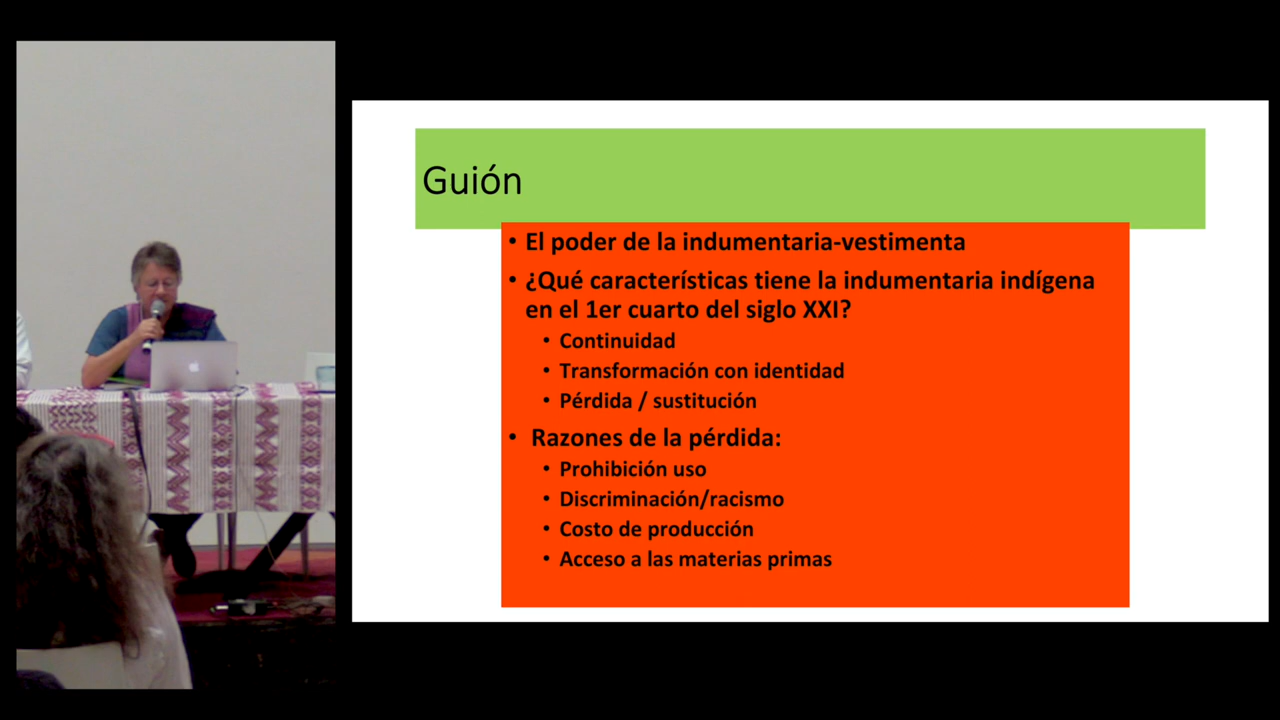 Guión
• El poder de la indumentaria-vestimenta
• ¿Qué características tiene la indumentaria indígena
en el 1er cuarto del siglo XXI?
• Continuidad
• Transformación con identidad
• Pérdida / sustitución
• Razones de la pérdida:
• Prohibición uso
• Discriminación/racismo
• Costo de producción
• Acceso a las materias primas